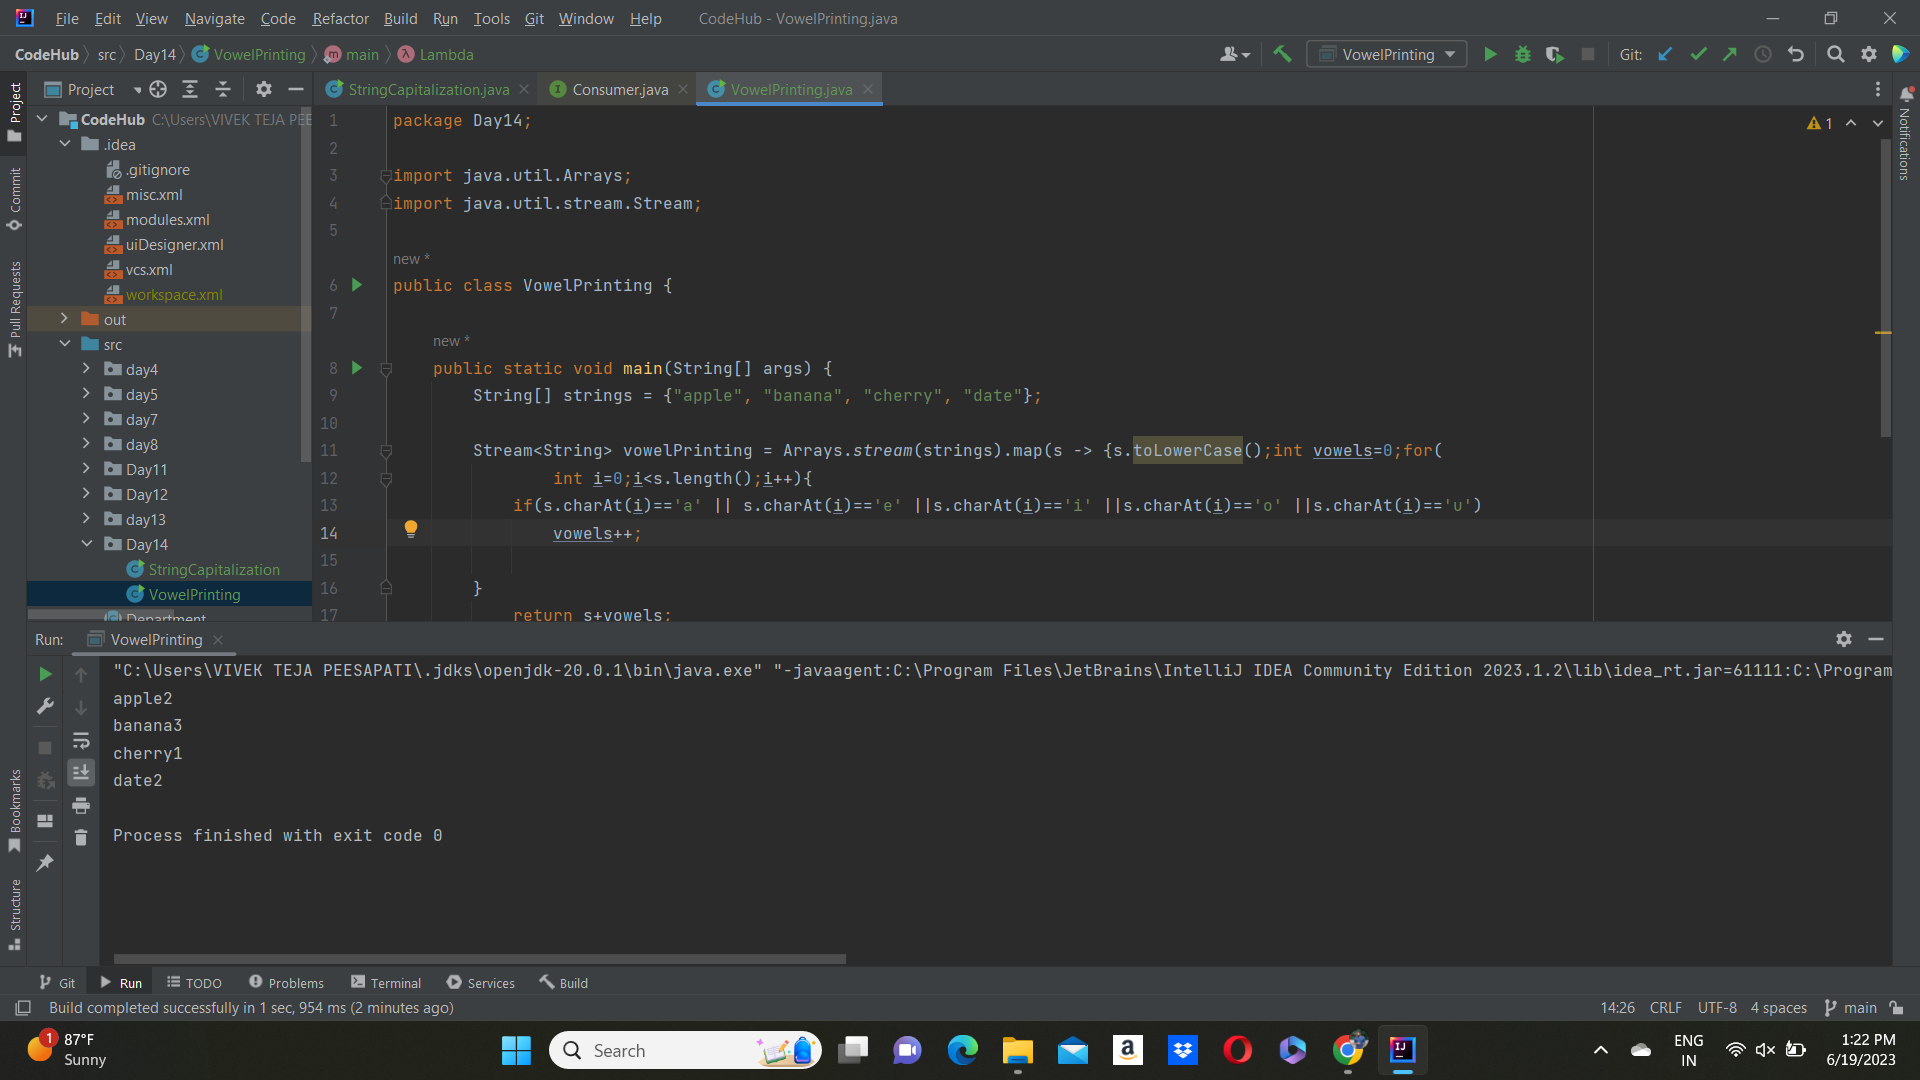 File Edit View Navigate Code Refactor Build Run Tools Git Window Help CodeHub - VowelPrinting.java
CodeHub src Day14 VowelPrinting main Lambda VowelPrinting Git:
Project StringCapitalization.java Consumer.java VowelPrinting.java
Project
Commit
Pull Requests
Bookmarks
Structure
Notifications
CodeHub C:\Users\VIVEK TEJA PEE
.idea
.gitignore
misc.xml
modules.xml
uiDesigner.xml
vcs.xml
workspace.xml
out
src
day4
day5
day7
day8
Day11
Day12
day13
Day14
StringCapitalization
VowelPrinting
Department
1 package Day14; 1
2
3 import java.util.Arrays;
4 import java.util.stream.Stream;
5
new *
6 public class VowelPrinting {
7
new *
8 public static void main(String[] args) {
9 String[] strings = {"apple", "banana", "cherry", "date"};
10
11 Stream<String> vowelPrinting = Arrays.stream(strings).map(s -> {s.toLowerCase();int vowels=0;for(
12 int i=0;i<s.length();i++){
13 if(s.charAt(i)=='a' || s.charAt(i)=='e' ||s.charAt(i)=='i' ||s.charAt(i)=='o' ||s.charAt(i)=='u')
14 vowels++;
15
16 }
17 return s+vowels;
Run: VowelPrinting
"C:\Users\VIVEK TEJA PEESAPATI\.jdks\openjdk-20.0.1\bin\java.exe" "-javaagent:C:\Program Files\JetBrains\IntelliJ IDEA Community Edition 2023.1.2\lib\idea_rt.jar=61111:C:\Program
apple2
banana3
cherry1
date2
Process finished with exit code 0
Git Run TODO Problems Terminal Services Build
Build completed successfully in 1 sec, 954 ms (2 minutes ago) 14:26 CRLF UTF-8 4 spaces main
1 87°F
Sunny
Search
ENG
IN
1:22 PM
6/19/2023